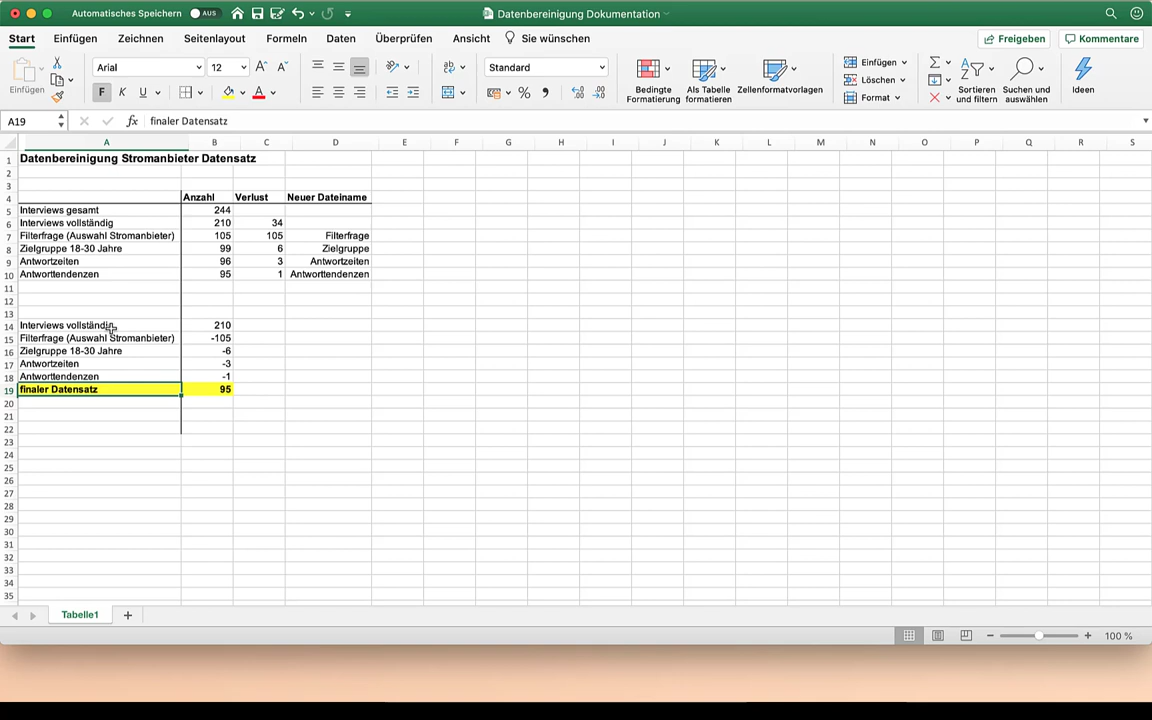 Automatisches Speichern AUS Datenbereinigung Dokumentation
Start Einfügen Zeichnen Seitenlayout Formeln Daten Überprüfen Ansicht Sie wünschen Freigeben Kommentare
Einfügen Arial 12 F K U Standard Bedingte Formatierung Als Tabelle formatieren Zellenformatvorlagen Einfügen Löschen Format Sortieren und filtern Suchen und auswählen Ideen
A19 fx finaler Datensatz
A B C D E F G H I J K L M N O P Q R S
1 Datenbereinigung Stromanbieter Datensatz
2
3
4 Anzahl Verlust Neuer Dateiname
5 Interviews gesamt 244
6 Interviews vollständig 210 34
7 Filterfrage (Auswahl Stromanbieter) 105 105 Filterfrage
8 Zielgruppe 18-30 Jahre 99 6 Zielgruppe
9 Antwortzeiten 96 3 Antwortzeiten
10 Antworttendenzen 95 1 Antworttendenzen
11
12
13
14 Interviews vollständig 210
15 Filterfrage (Auswahl Stromanbieter) -105
16 Zielgruppe 18-30 Jahre -6
17 Antwortzeiten -3
18 Antworttendenzen -1
19 finaler Datensatz 95
20
21
22
23
24
25
26
27
28
29
30
31
32
33
34
35
Tabelle1 +
100 %